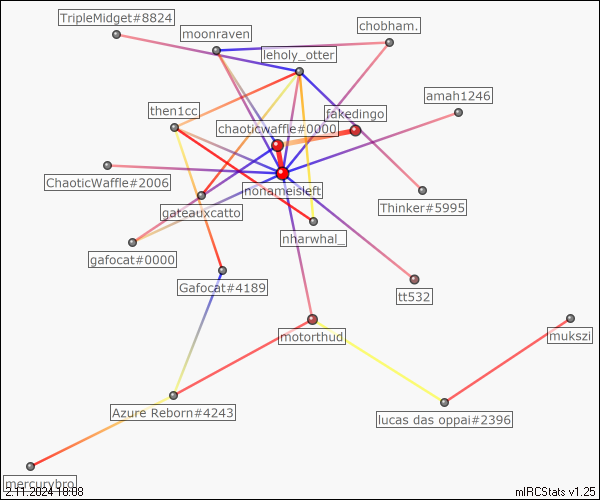 TripleMidget#8824
moonraven
chobham.
leholy_otter
amah1246
then1cc
fakedingo
chaoticwaffle#0000
ChaoticWaffle#2006
nonameisleft
gateauxcatto
Thinker#5995
nharwhal_
gafocat#0000
Gafocat#4189
tt532
motorthud
mukszi
Azure Reborn#4243
lucas das oppai#2396
mercurybro
2.11.2024 10:08
mIRCStats v1.25